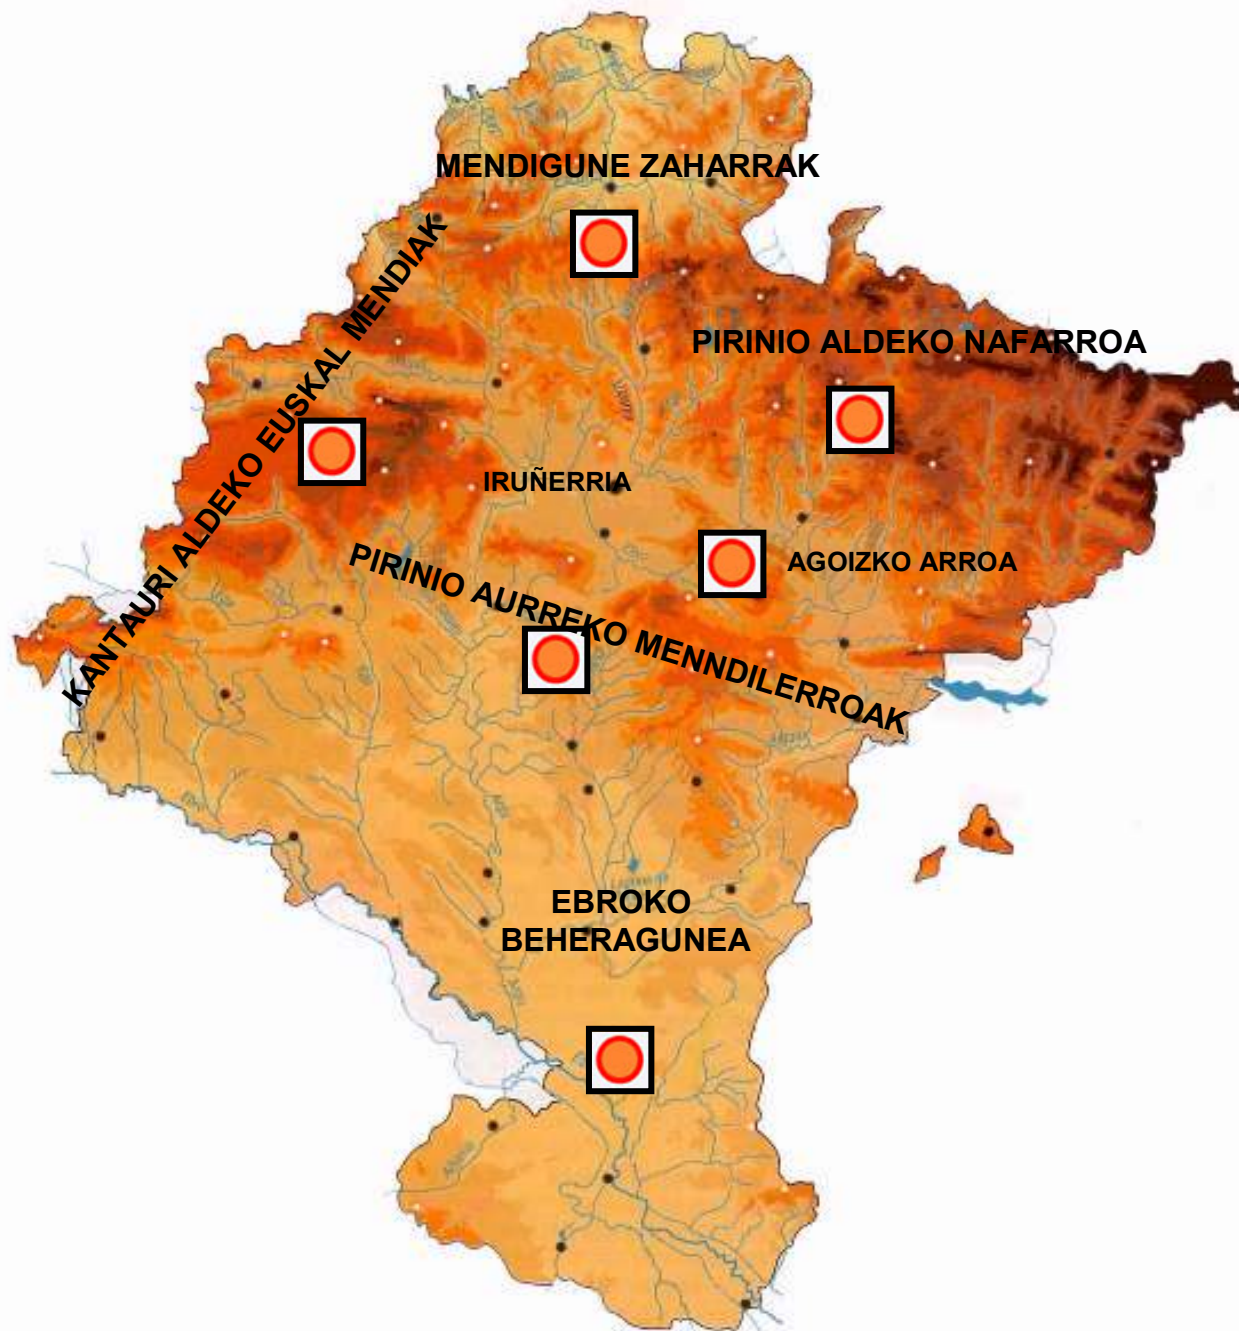 MENDIGUNE ZAHARRAK
KANTAURI ALDEKO EUSKAL MENDIAK
PIRINIO ALDEKO NAFARROA
IRUÑERRIA
AGOIZKO ARROA
PIRINIO AURREKO MENNDILERROAK
EBROKO
BEHERAGUNEA